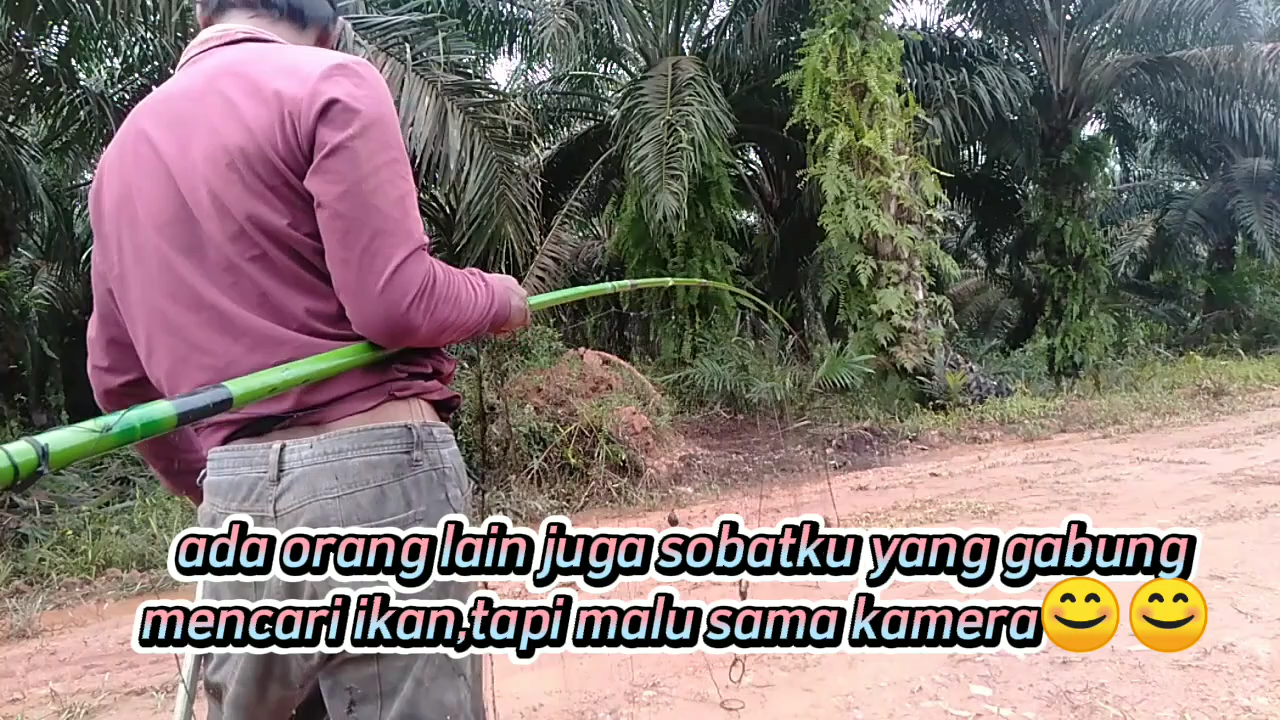 ada orang lain juga sobatku yang gabung
mencari ikan,tapi malu sama kamera😊😊